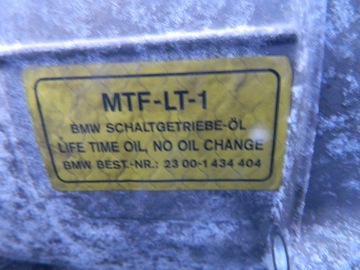 MTF-LT-1
BMW SCHALTGETRIEBE-ÖL
LIFE TIME OIL, NO OIL CHANGE
BMW BEST.-NR.: 23 00-1 434 404